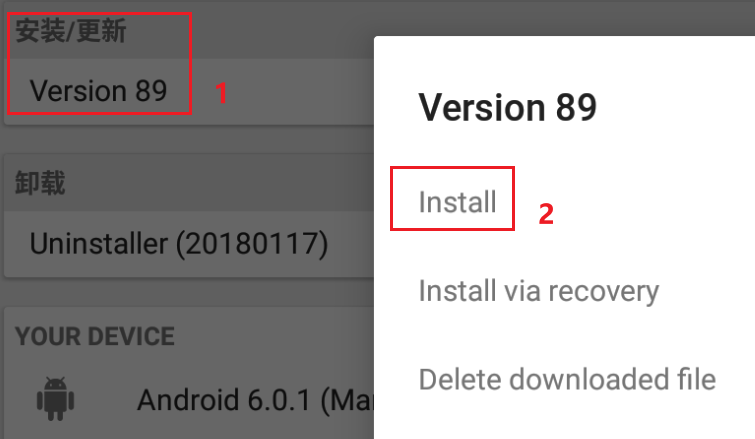 安装/更新
Version 89
1
卸载
Uninstaller (20180117)
YOUR DEVICE
Android 6.0.1 (Ma
Version 89
Install
2
Install via recovery
Delete downloaded file